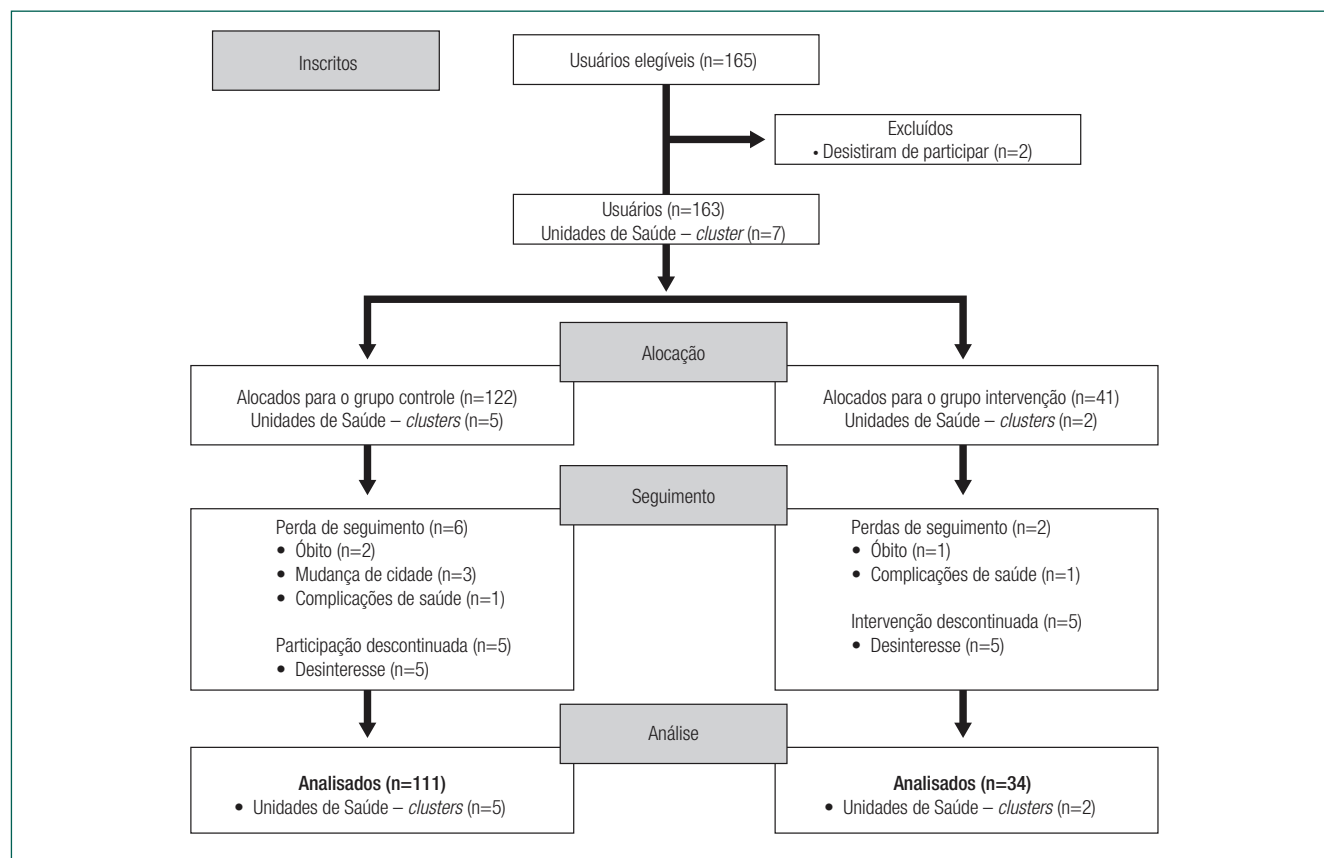 Inscritos
Usuários elegíveis (n=165)
Excluídos
• Desistiram de participar (n=2)
Usuários (n=163)
Unidades de Saúde – cluster (n=7)
Alocação
Alocados para o grupo controle (n=122)
Unidades de Saúde – clusters (n=5)
Alocados para o grupo intervenção (n=41)
Unidades de Saúde – clusters (n=2)
Seguimento
Perda de seguimento (n=6)
• Óbito (n=2)
• Mudança de cidade (n=3)
• Complicações de saúde (n=1)
Participação descontinuada (n=5)
• Desinteresse (n=5)
Perdas de seguimento (n=2)
• Óbito (n=1)
• Complicações de saúde (n=1)
Intervenção descontinuada (n=5)
• Desinteresse (n=5)
Análise
Analisados (n=111)
• Unidades de Saúde – clusters (n=5)
Analisados (n=34)
• Unidades de Saúde – clusters (n=2)